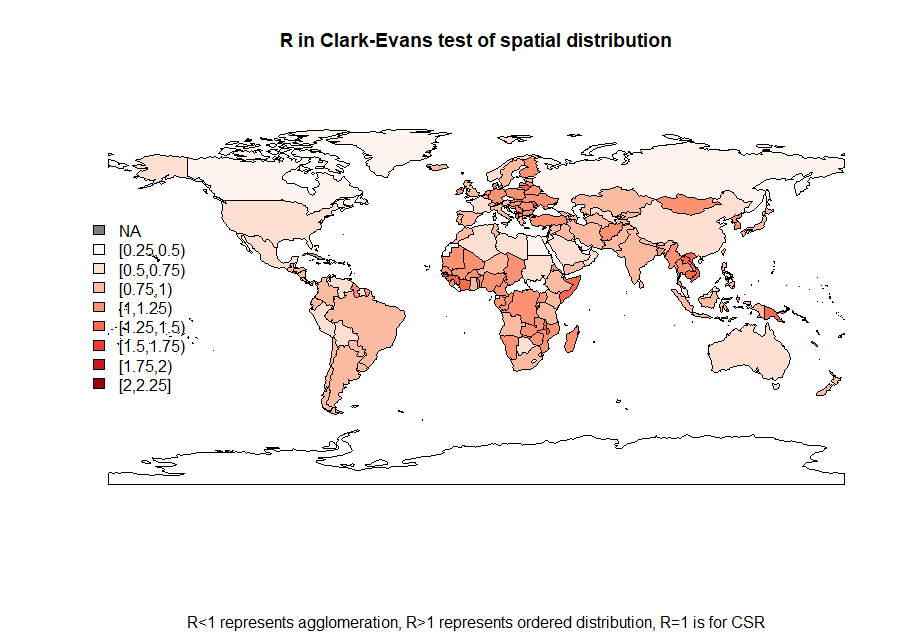 R in Clark-Evans test of spatial distribution
NA
[0.25,0.5)
[0.5,0.75)
[0.75,1)
[1,1.25)
[1.25,1.5)
[1.5,1.75)
[1.75,2)
[2,2.25]
R<1 represents agglomeration, R>1 represents ordered distribution, R=1 is for CSR